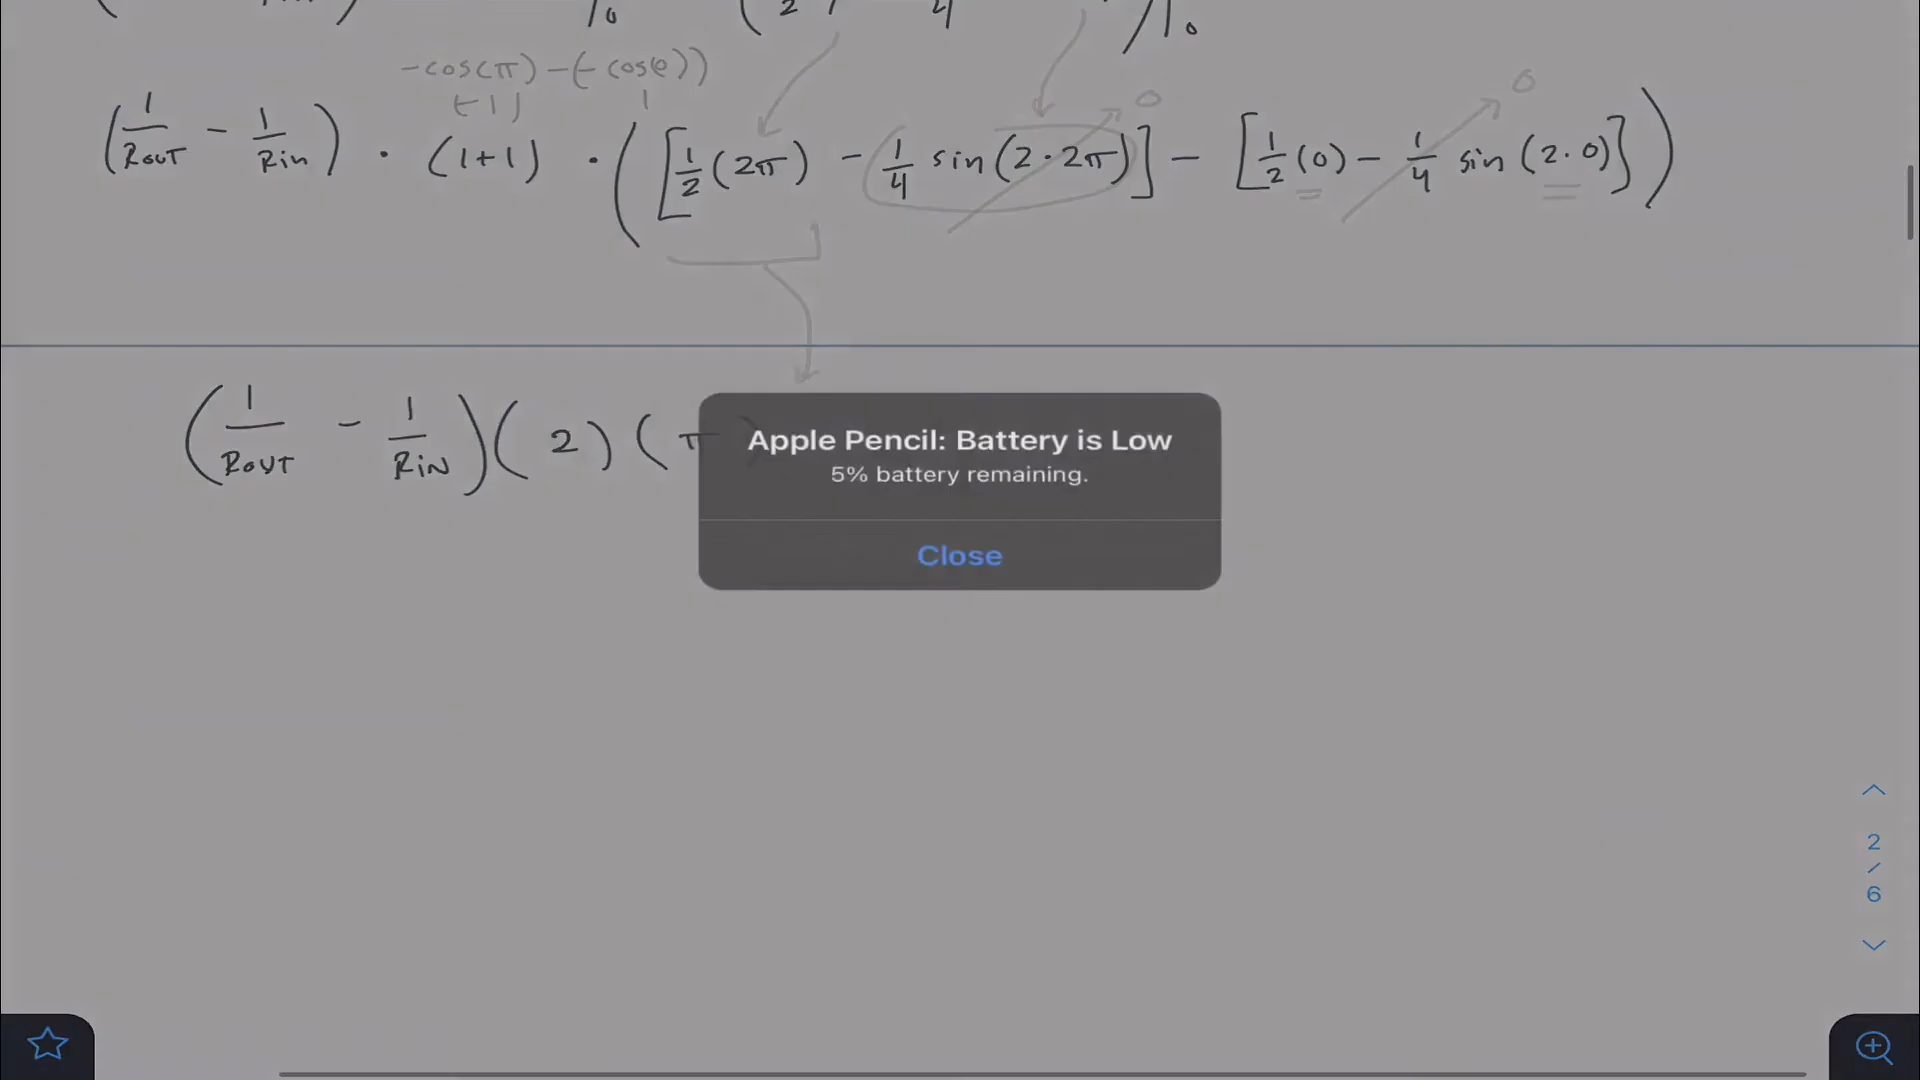 -cos(π) - (- cos(0))
(-1) 1
(1/ROUT - 1/Rin) · (1+1) · ([1/2(2π) - 1/4 sin(2·2π)] - [1/2(0) - 1/4 sin(2·0)])
0 0
(1/ROUT - 1/RiN)(2)(π
Apple Pencil: Battery is Low
5% battery remaining.
Close
2
/
6